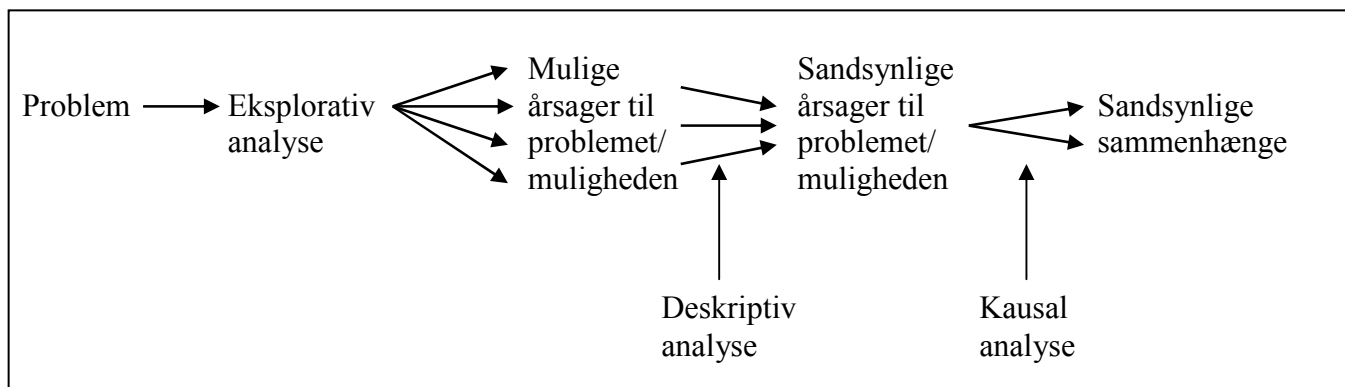 Problem
Eksplorativ
analyse
Mulige
årsager til
problemet/
muligheden
Sandsynlige
årsager til
problemet/
muligheden
Sandsynlige
sammenhænge
Deskriptiv
analyse
Kausal
analyse